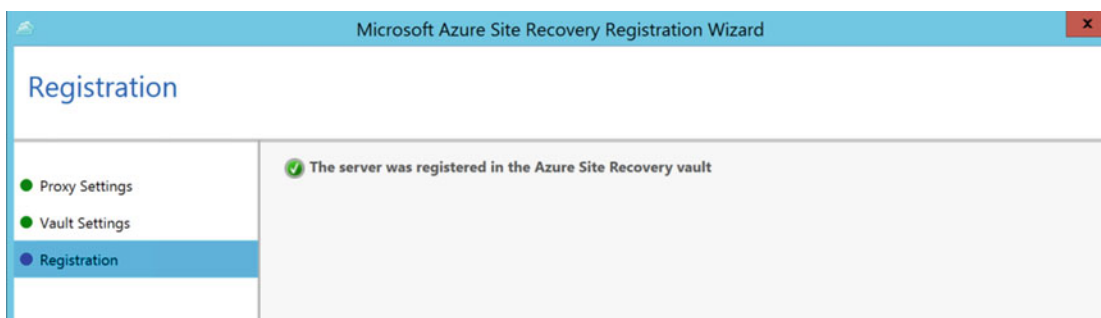 Microsoft Azure Site Recovery Registration Wizard
x
Registration
The server was registered in the Azure Site Recovery vault
Proxy Settings
Vault Settings
Registration